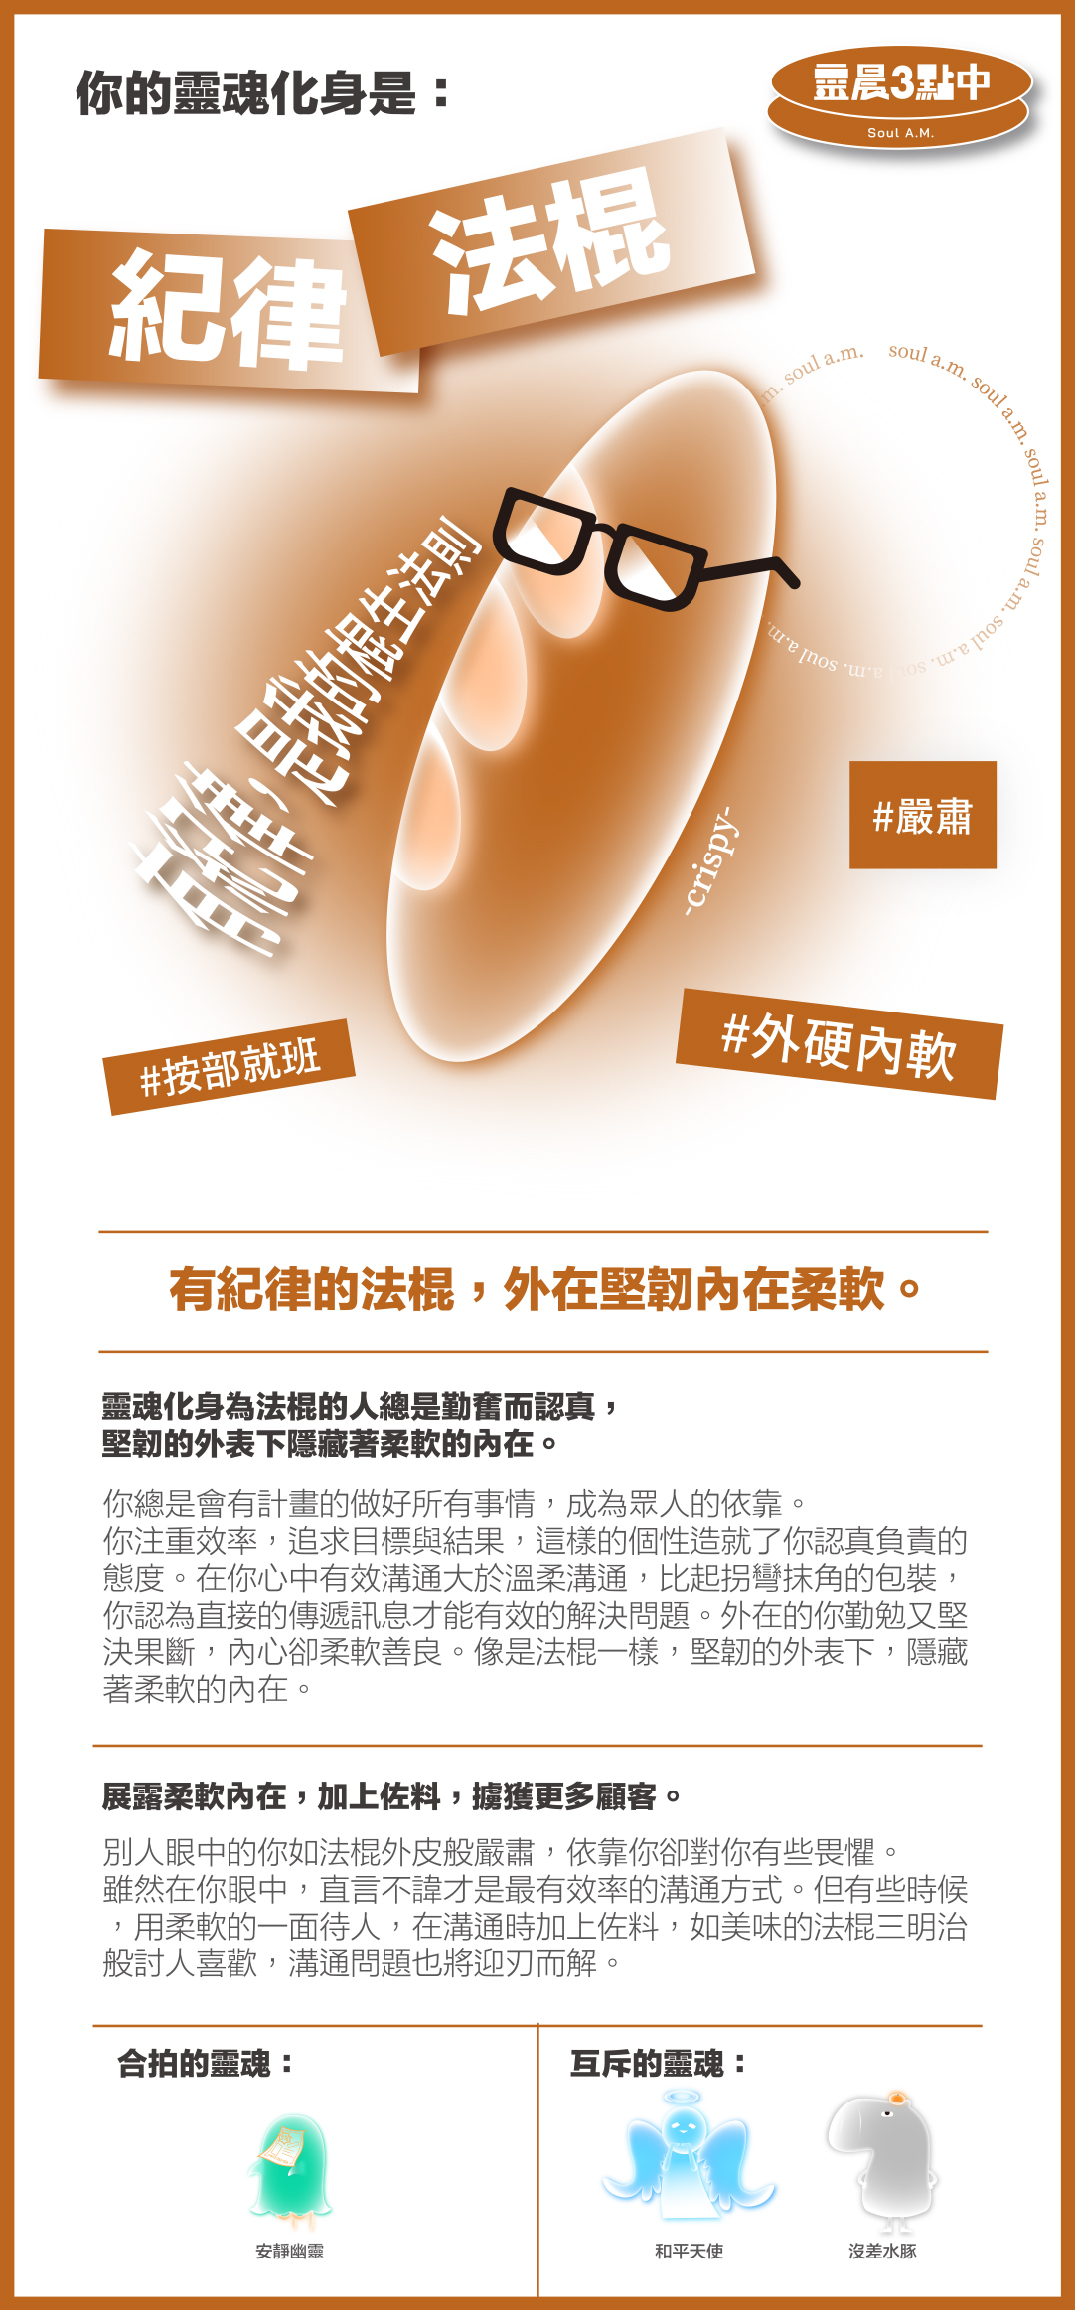 你的靈魂化身是：
靈晨3點中
Soul A.M.
紀律
法棍
soul a.m. soul a.m. soul a.m. soul a.m. soul a.m. soul a.m. soul a.m.
是我的棍生法則
-crispy-
#嚴肅
#外硬內軟
#按部就班
有紀律的法棍，外在堅韌內在柔軟。
靈魂化身為法棍的人總是勤奮而認真，
堅韌的外表下隱藏著柔軟的內在。
你總是會有計畫的做好所有事情，成為眾人的依靠。
你注重效率，追求目標與結果，這樣的個性造就了你認真負責的
態度。在你心中有效溝通大於溫柔溝通，比起拐彎抹角的包裝，
你認為直接的傳遞訊息才能有效的解決問題。外在的你勤勉又堅
決果斷，內心卻柔軟善良。像是法棍一樣，堅韌的外表下，隱藏
著柔軟的內在。
展露柔軟內在，加上佐料，擄獲更多顧客。
別人眼中的你如法棍外皮般嚴肅，依靠你卻對你有些畏懼。
雖然在你眼中，直言不諱才是最有效率的溝通方式。但有些時候
，用柔軟的一面待人，在溝通時加上佐料，如美味的法棍三明治
般討人喜歡，溝通問題也將迎刃而解。
合拍的靈魂：
互斥的靈魂：
安靜幽靈
和平天使
沒差水豚